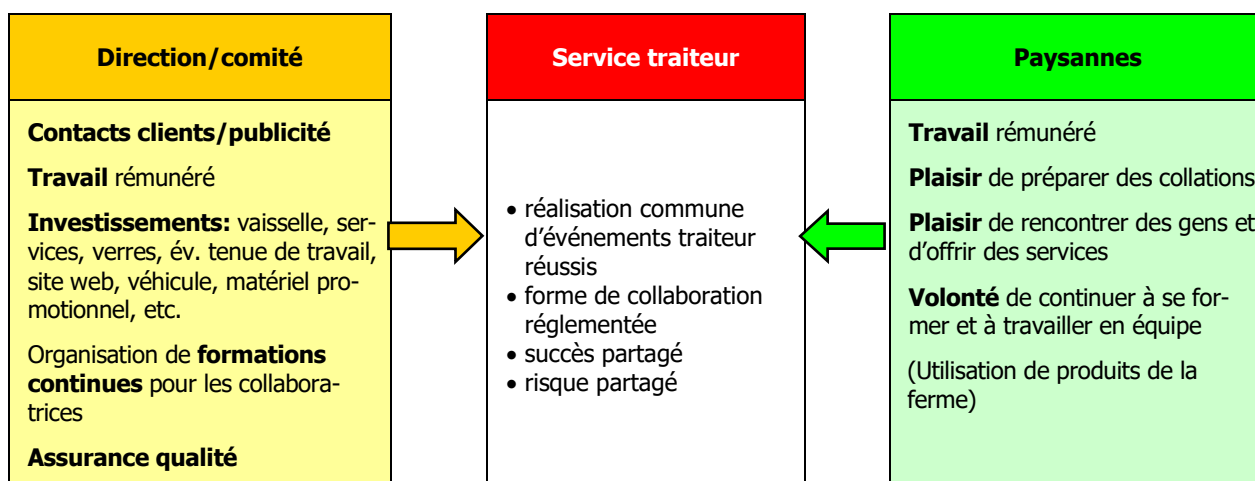 Direction/comité
Contacts clients/publicité
Travail rémunéré
Investissements: vaisselle, ser-
vices, verres, év. tenue de travail,
site web, véhicule, matériel pro-
motionnel, etc.
Organisation de formations
continues pour les collabora-
trices
Assurance qualité
Service traiteur
• réalisation commune
d’événements traiteur
réussis
• forme de collaboration
réglementée
• succès partagé
• risque partagé
Paysannes
Travail rémunéré
Plaisir de préparer des collations
Plaisir de rencontrer des gens et
d’offrir des services
Volonté de continuer à se for-
mer et à travailler en équipe
(Utilisation de produits de la
ferme)